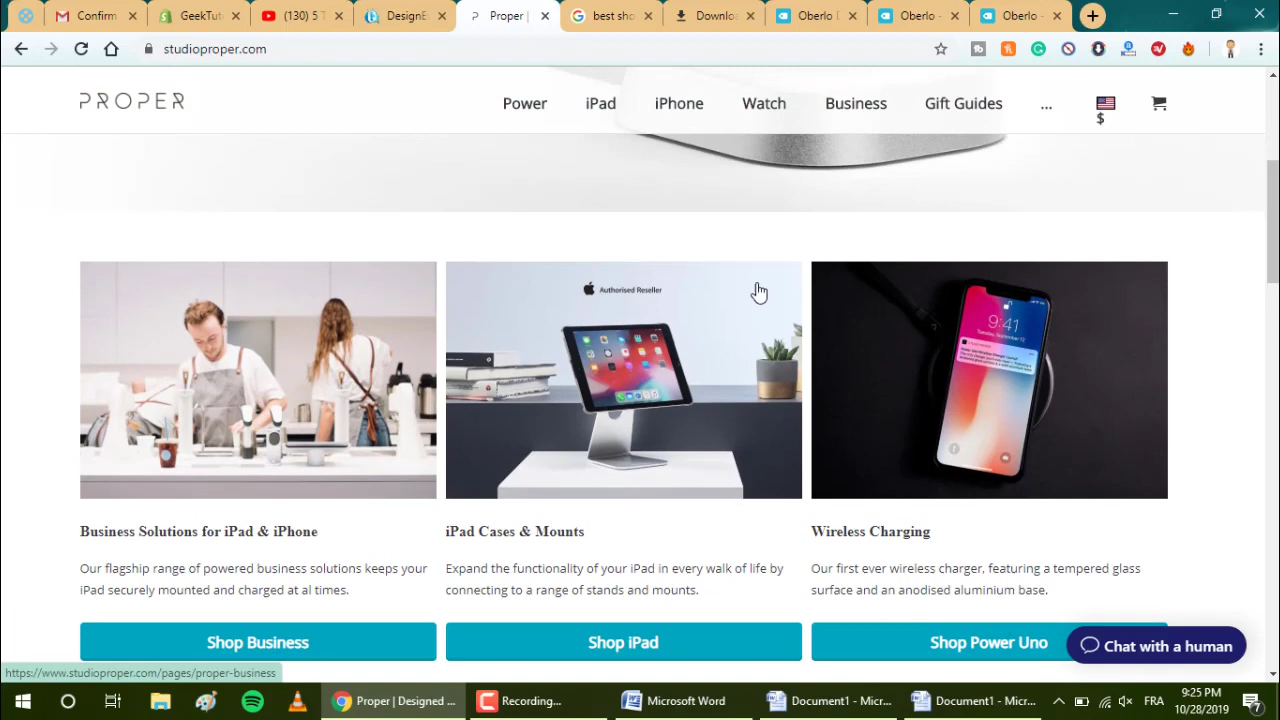 Confirm
GeekTut
(130) 5 T
DesignE
Proper |
best sho
Downloa
Oberlo D
Oberlo -
Oberlo -
studioproper.com
PROPER
Power
iPad
iPhone
Watch
Business
Gift Guides
...
$
Authorised Reseller
9:41
Business Solutions for iPad & iPhone
Our flagship range of powered business solutions keeps your
iPad securely mounted and charged at al times.
Shop Business
iPad Cases & Mounts
Expand the functionality of your iPad in every walk of life by
connecting to a range of stands and mounts.
Shop iPad
Wireless Charging
Our first ever wireless charger, featuring a tempered glass
surface and an anodised aluminium base.
Shop Power Uno
Chat with a human
https://www.studioproper.com/pages/proper-business
Proper | Designed ...
Recording...
Microsoft Word
Document1 - Micr...
Document1 - Micr...
FRA
9:25 PM
10/28/2019